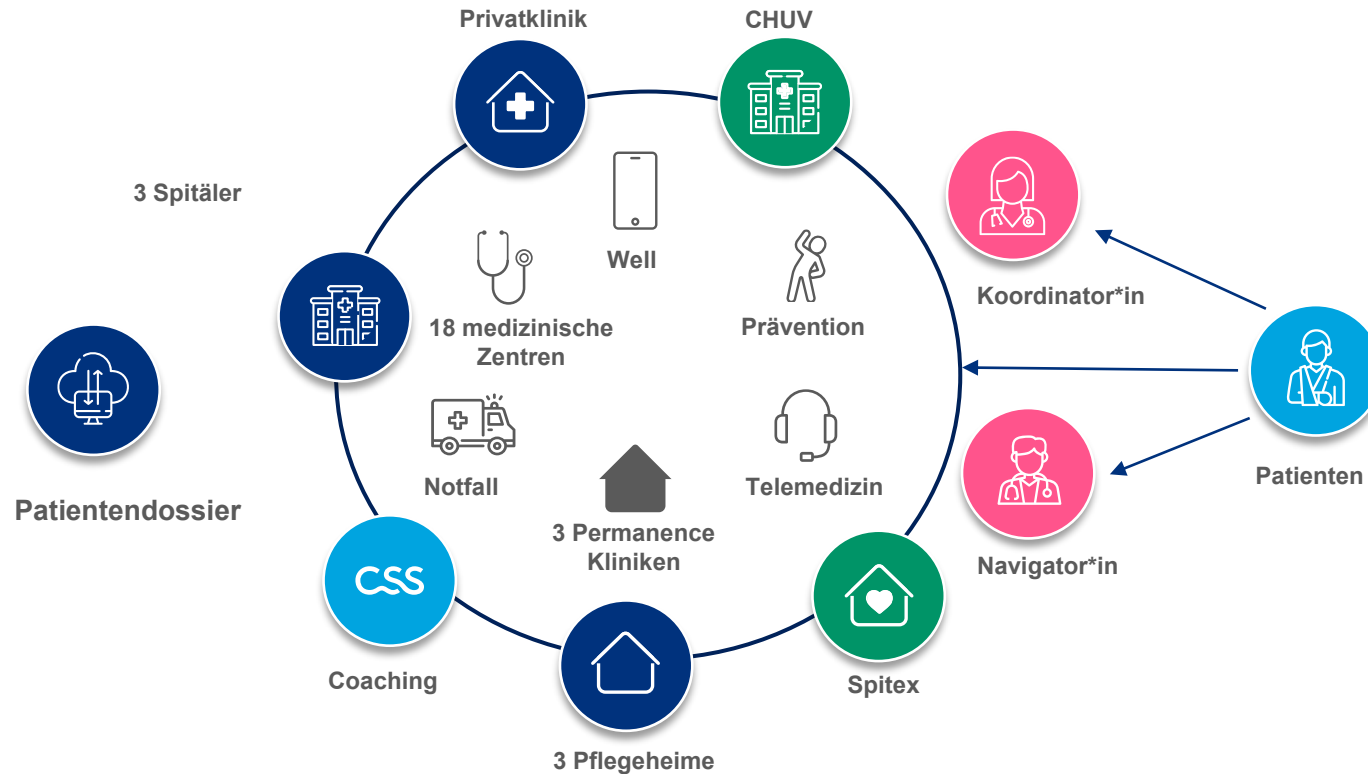 Privatklinik
CHUV
3 Spitäler
Well
Koordinator*in
18 medizinische
Zentren
Prävention
Notfall
3 Permanence
Kliniken
Telemedizin
Patienten
Patientendossier
Navigator*in
CSS
Coaching
Spitex
3 Pflegeheime